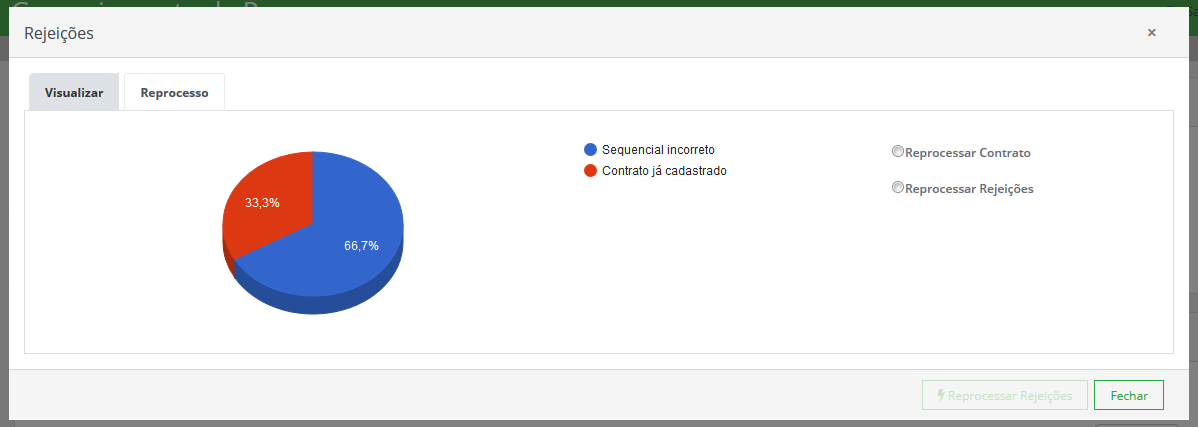 Rejeições
×
Visualizar
Reprocesso
33,3%
66,7%
Sequencial incorreto
Contrato já cadastrado
Reprocessar Contrato
Reprocessar Rejeições
Reprocessar Rejeições
Fechar